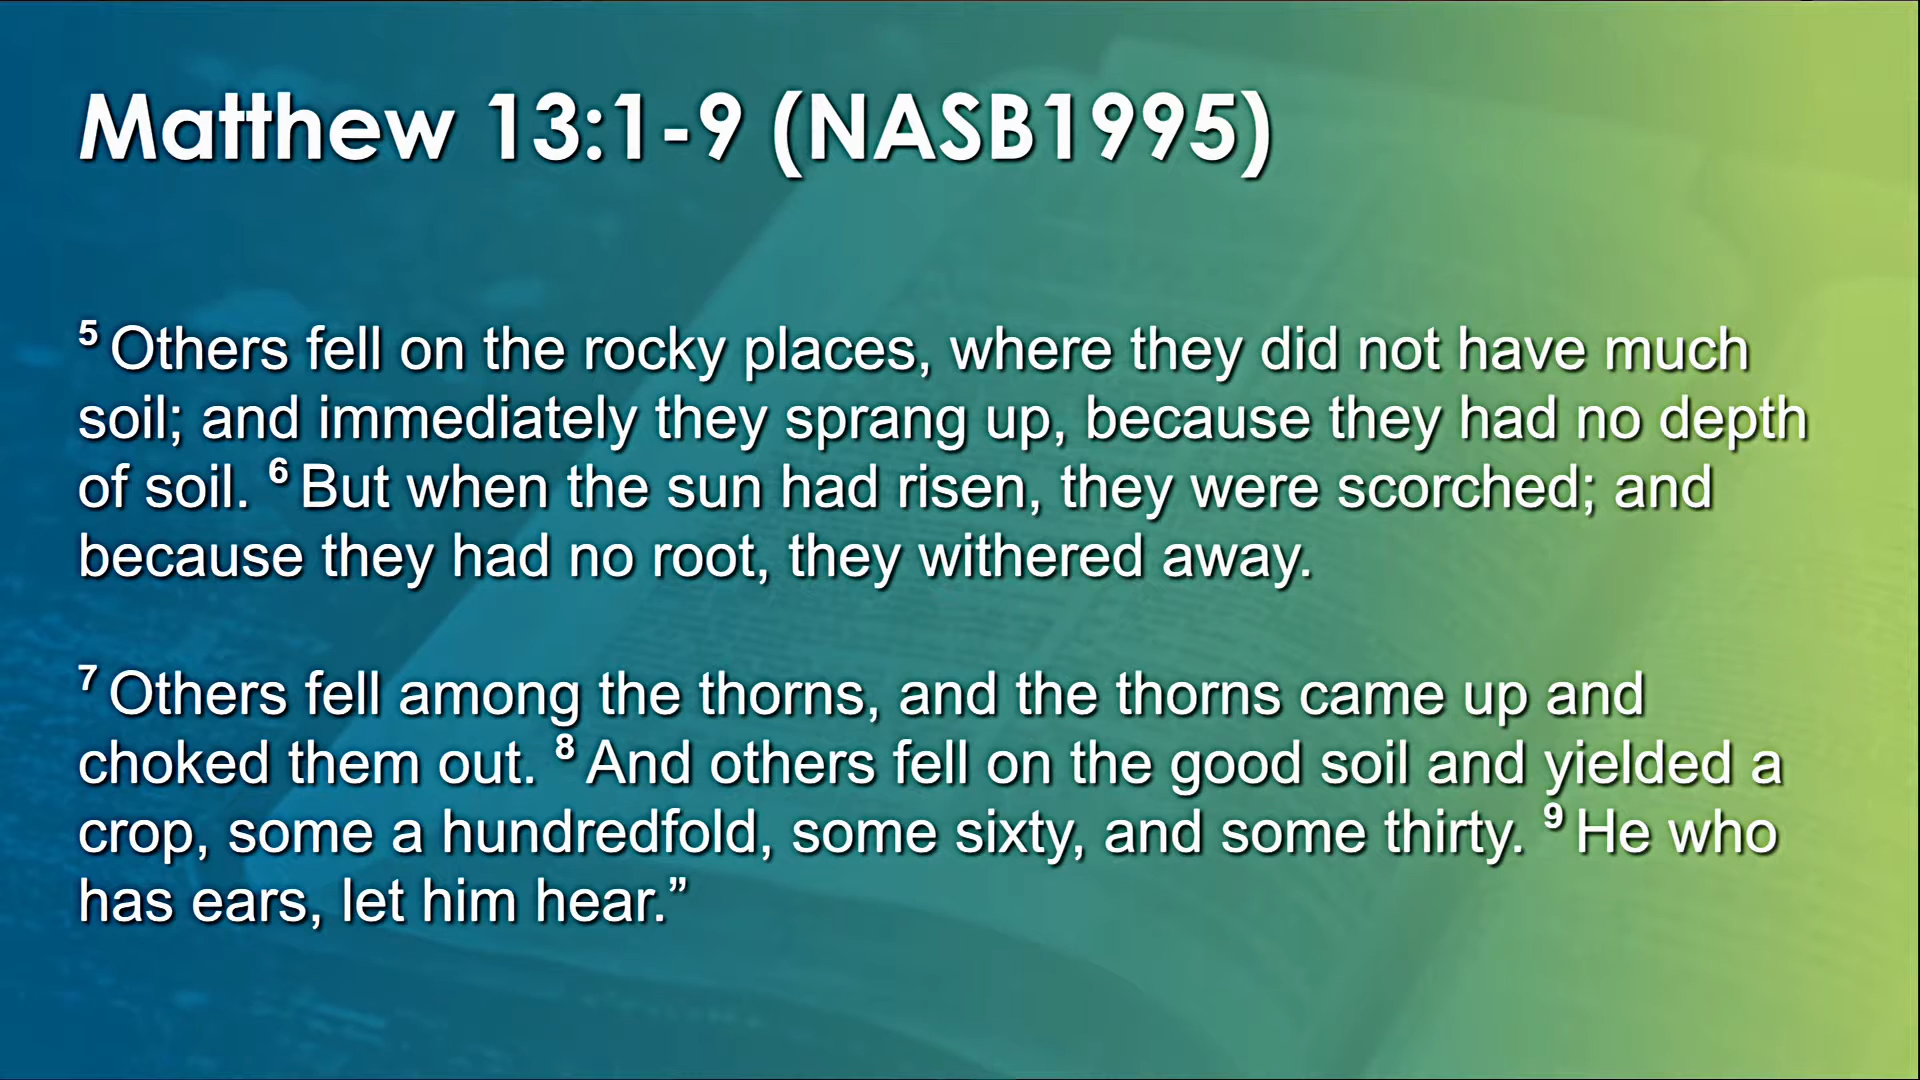 Matthew 13:1-9 (NASB1995)
5 Others fell on the rocky places, where they did not have much
soil; and immediately they sprang up, because they had no depth
of soil. 6 But when the sun had risen, they were scorched; and
because they had no root, they withered away.
7 Others fell among the thorns, and the thorns came up and
choked them out. 8 And others fell on the good soil and yielded a
crop, some a hundredfold, some sixty, and some thirty. 9 He who
has ears, let him hear.”